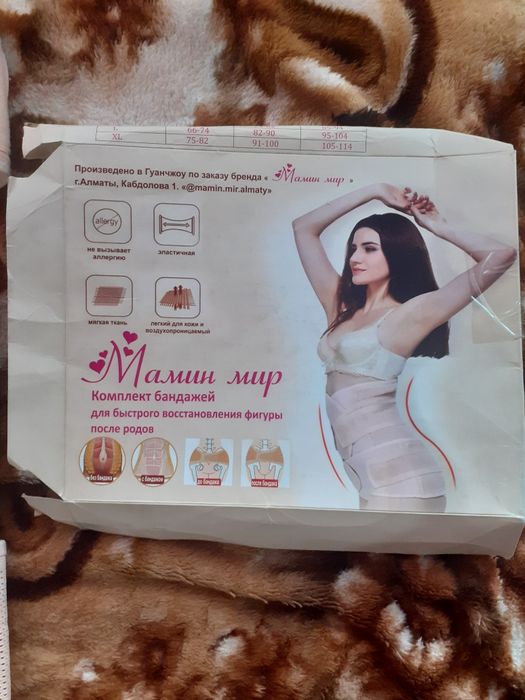 XL 66-74 82-90 95-104
75-82 91-100 105-114
Произведено в Гуанчжоу по заказу бренда « Мамин мир »
г.Алматы, Кабдолова 1. «@mamin.mir.almaty»
allergy
не вызывает
аллергию
эластичная
мягкая ткань
легкий для кожи и
воздухопроницаемый
Мамин мир
Комплект бандажей
для быстрого восстановления фигуры
после родов
без бандажа
с бандажом
до бандажа
после бандажа